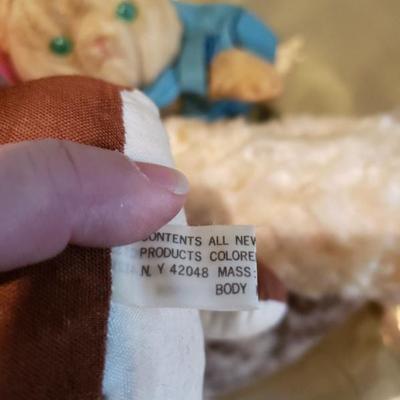 CONTENTS ALL NEW
PRODUCTS COLORE
N. Y 42048 MASS:
BODY